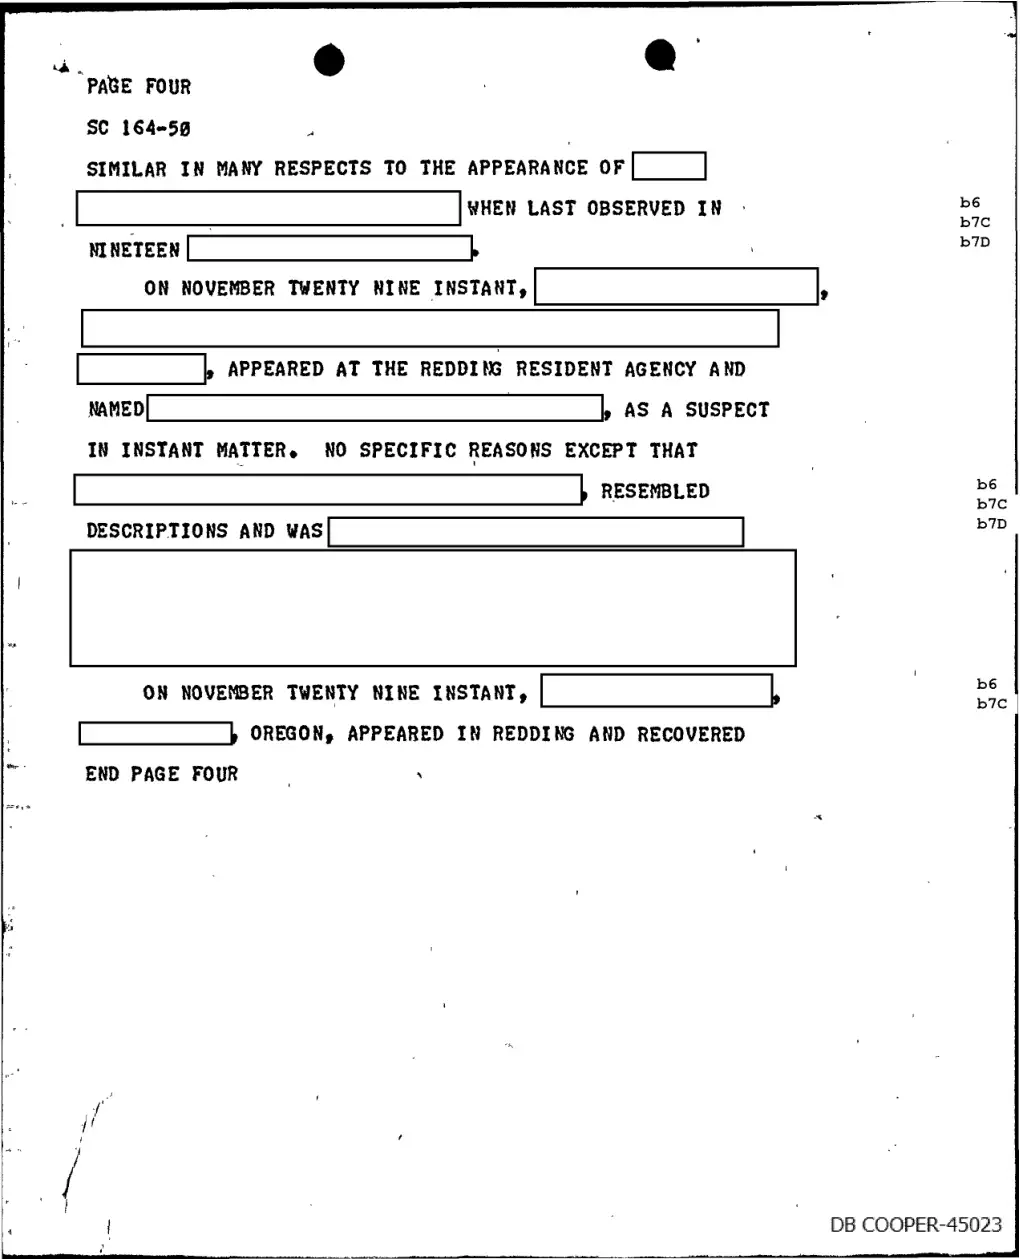 PAGE FOUR
SC 164-50
SIMILAR IN MANY RESPECTS TO THE APPEARANCE OF
WHEN LAST OBSERVED IN
b6
b7C
NINETEEN .
b7D
ON NOVEMBER TWENTY NINE INSTANT, ,
, APPEARED AT THE REDDING RESIDENT AGENCY AND
NAMED , AS A SUSPECT
IN INSTANT MATTER. NO SPECIFIC REASONS EXCEPT THAT
, RESEMBLED
b6
b7C
DESCRIPTIONS AND WAS
b7D
ON NOVEMBER TWENTY NINE INSTANT, ,
b6
b7C
, OREGON, APPEARED IN REDDING AND RECOVERED
END PAGE FOUR
DB COOPER-45023